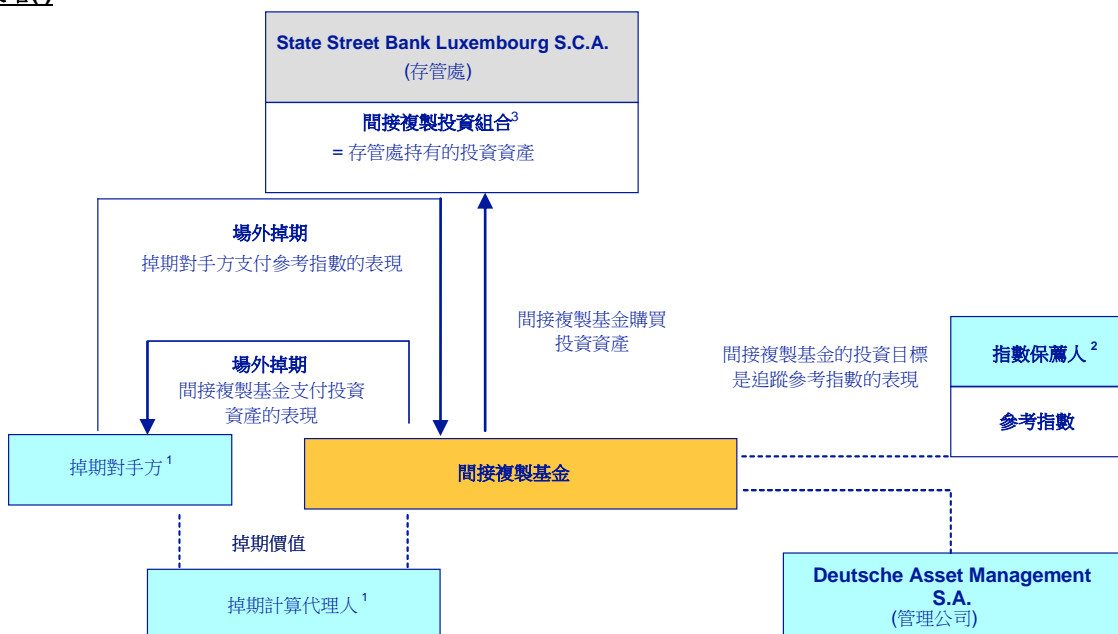 State Street Bank Luxembourg S.C.A.
(存管處)
間接複製投資組合3
= 存管處持有的投資資產
場外掉期
掉期對手方支付參考指數的表現
間接複製基金購買
投資資產
場外掉期
間接複製基金支付投資
資產的表現
間接複製基金的投資目標
是追蹤參考指數的表現
指數保薦人 2
參考指數
掉期對手方 1
間接複製基金
掉期價值
掉期計算代理人 1
Deutsche Asset Management
S.A.
(管理公司)